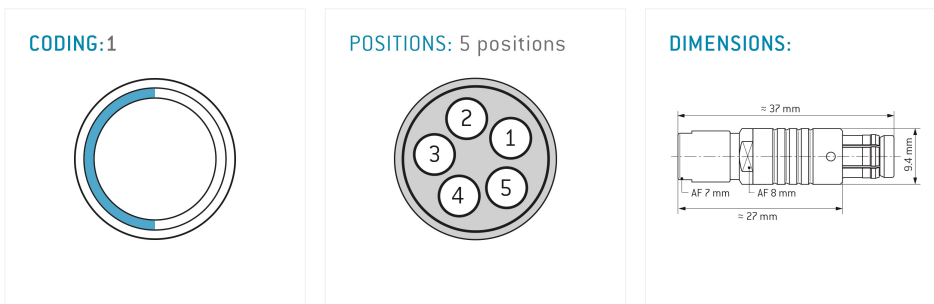 CODING:1
POSITIONS: 5 positions
2
1
3
5
4
DIMENSIONS:
≈ 37 mm
9.4 mm
AF 7 mm
AF 8 mm
≈ 27 mm